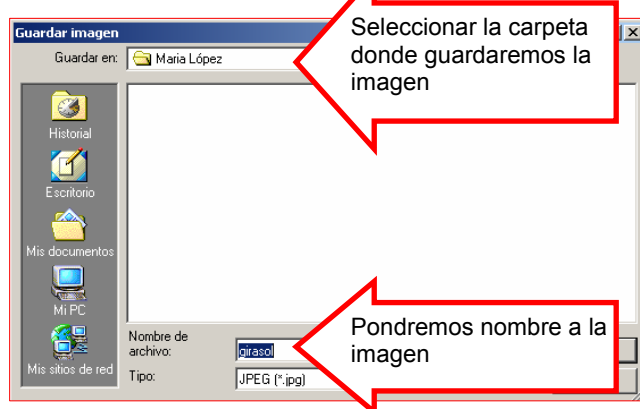 Guardar imagen
Guardar en:
Maria López
Seleccionar la carpeta
donde guardaremos la
imagen
Historial
Escritorio
Mis documentos
Mi PC
Mis sitios de red
Nombre de
archivo:
girasol
Tipo:
JPEG (*.jpg)
Pondremos nombre a la
imagen